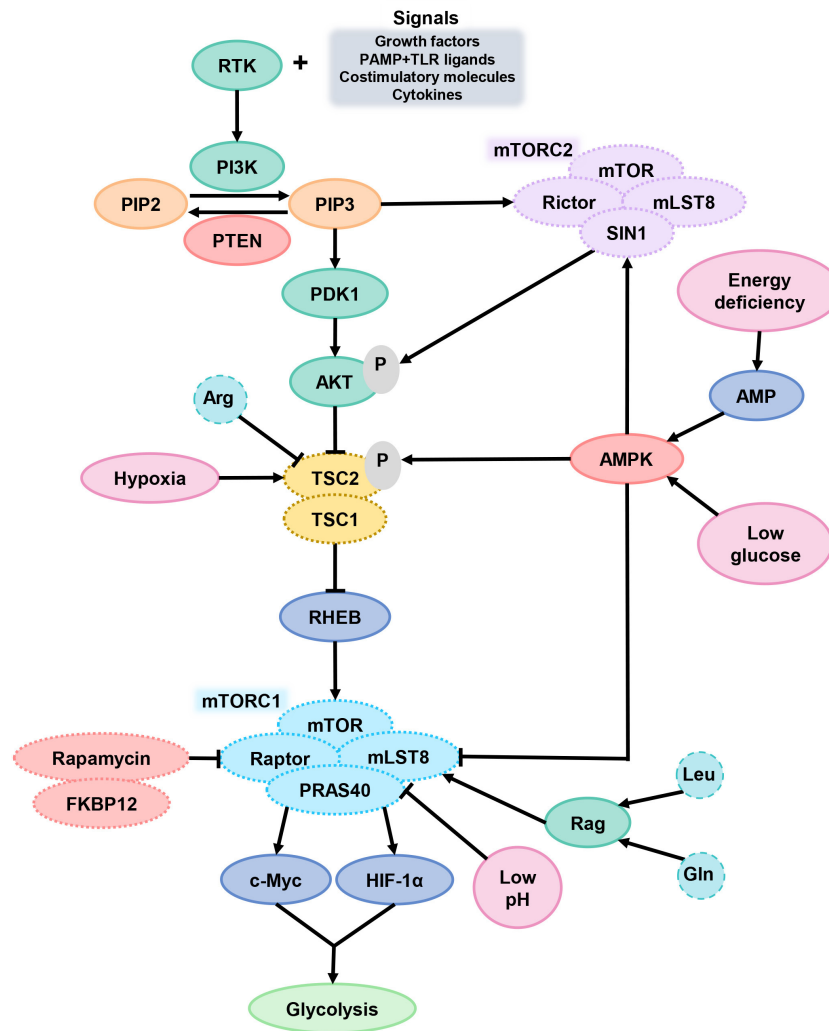 Signals
Growth factors
PAMP+TLR ligands
Costimulatory molecules
Cytokines
RTK
+
PI3K
PIP2
PIP3
PTEN
mTORC2
mTOR
Rictor
mLST8
SIN1
PDK1
Energy
deficiency
P
AKT
Arg
AMP
P
Hypoxia
TSC2
AMPK
TSC1
Low
glucose
RHEB
mTORC1
mTOR
Rapamycin
Raptor
mLST8
PRAS40
FKBP12
Leu
Rag
Gln
c-Myc
HIF-1α
Low
pH
Glycolysis